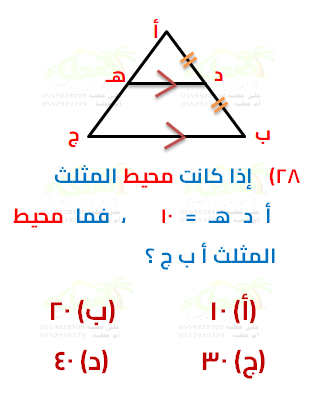 أ
هـ
د
ج
ب
٢٨) إذا كانت محيط المثلث
أ د هـ = ١٠ ، فما محيط
المثلث أ ب ج ؟
(أ) ١٠
(ب) ٢٠
(ج) ٣٠
(د) ٤٠